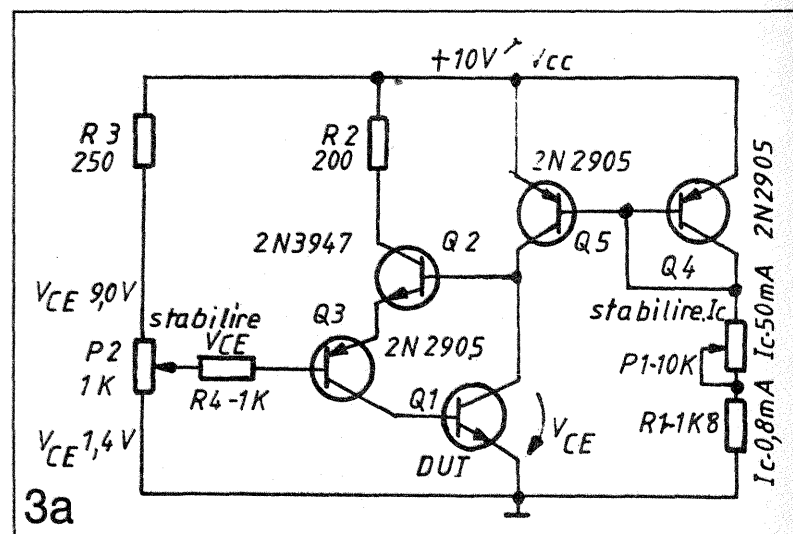 +10V Vcc
R3
250
R2
200
2N2905
2N2905
2N3947
Q2
Q5
Q4
VCE 9,0V
stabilire
VCE
Q3
2N2905
stabilire Ic
Ic-50mA
P2
1K
R4-1K
Q1
P1-10K
VCE 1,4V
DUT
VCE
R1-1K8
Ic-0,8mA
3a